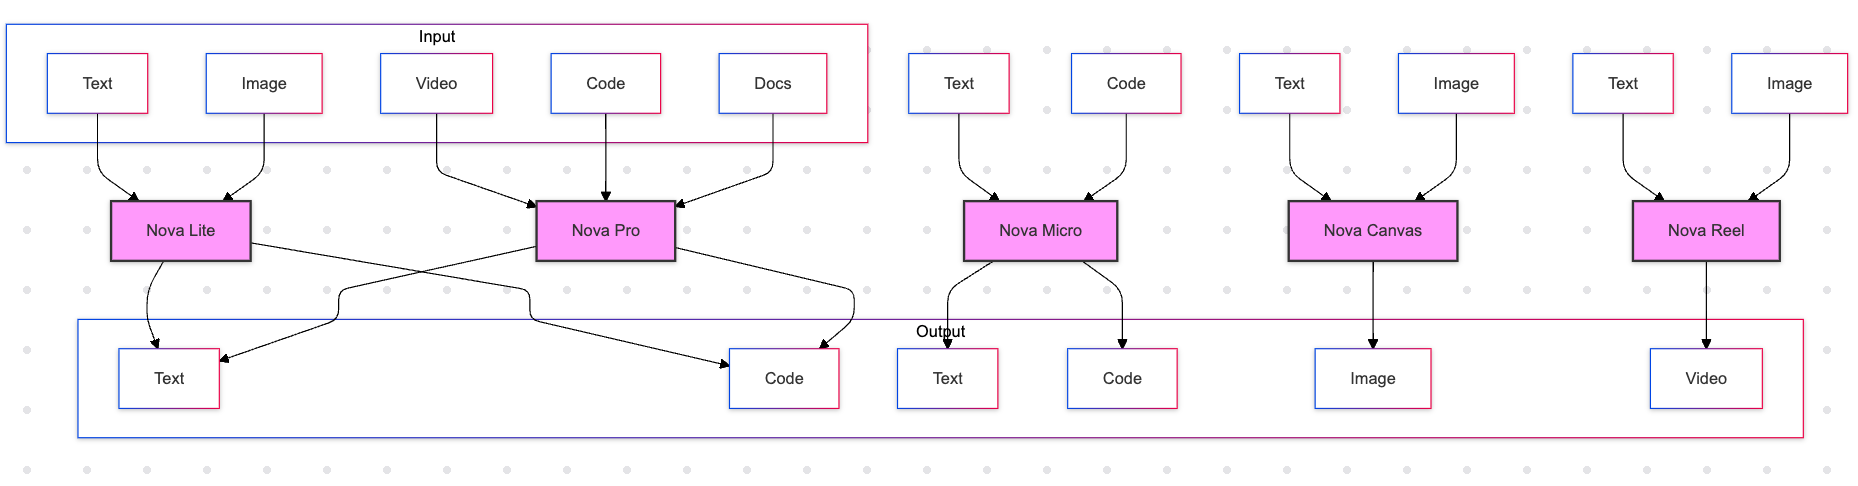 Input
Text
Image
Video
Code
Docs
Text
Code
Text
Image
Text
Image
Nova Lite
Nova Pro
Nova Micro
Nova Canvas
Nova Reel
Output
Text
Code
Text
Code
Image
Video